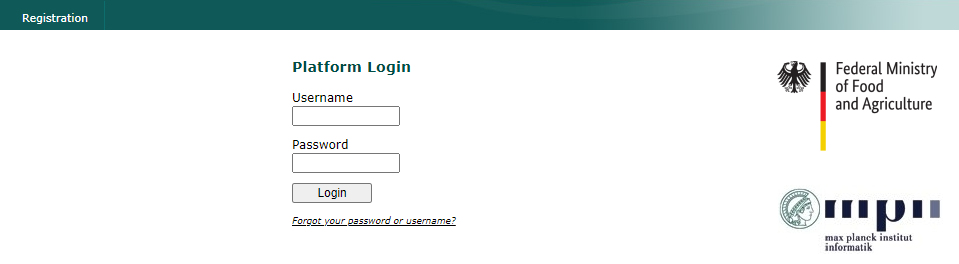 Registration
Platform Login
Username
Password
Login
Forgot your password or username?
Federal Ministry
of Food
and Agriculture
mpii
max planck institut
informatik